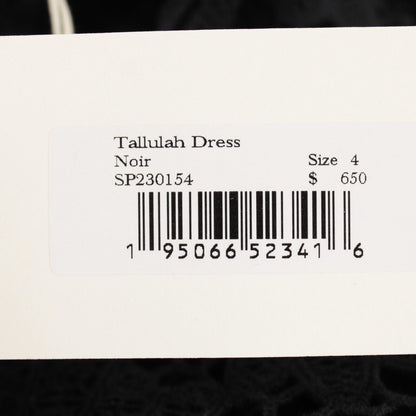 Tallulah Dress
Noir Size 4
SP230154 $ 650
1 95066 52341 6